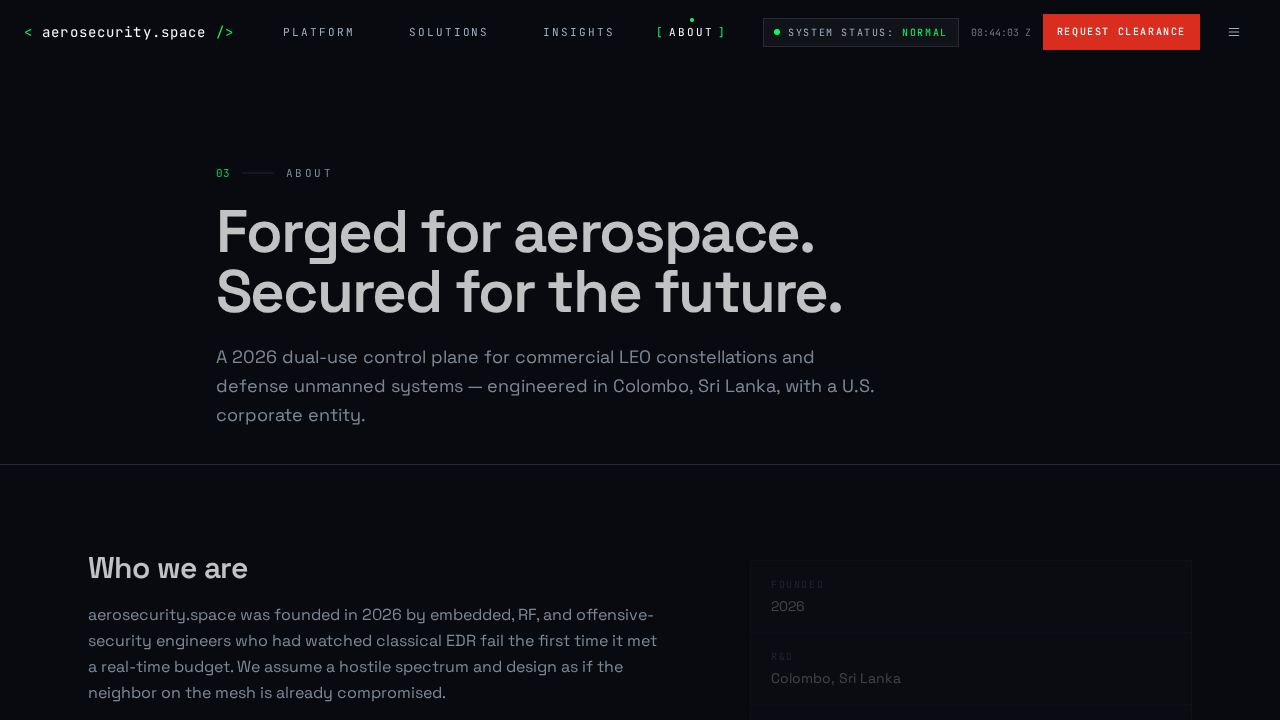 < aerosecurity.space />
PLATFORM
SOLUTIONS
INSIGHTS
[ ABOUT ]
SYSTEM STATUS: NORMAL
08:44:03 Z
REQUEST CLEARANCE
03
ABOUT
Forged for aerospace.
Secured for the future.
A 2026 dual-use control plane for commercial LEO constellations and
defense unmanned systems — engineered in Colombo, Sri Lanka, with a U.S.
corporate entity.
Who we are
aerosecurity.space was founded in 2026 by embedded, RF, and offensive-
security engineers who had watched classical EDR fail the first time it met
a real-time budget. We assume a hostile spectrum and design as if the
neighbor on the mesh is already compromised.
FOUNDED
2026
R&D
Colombo, Sri Lanka